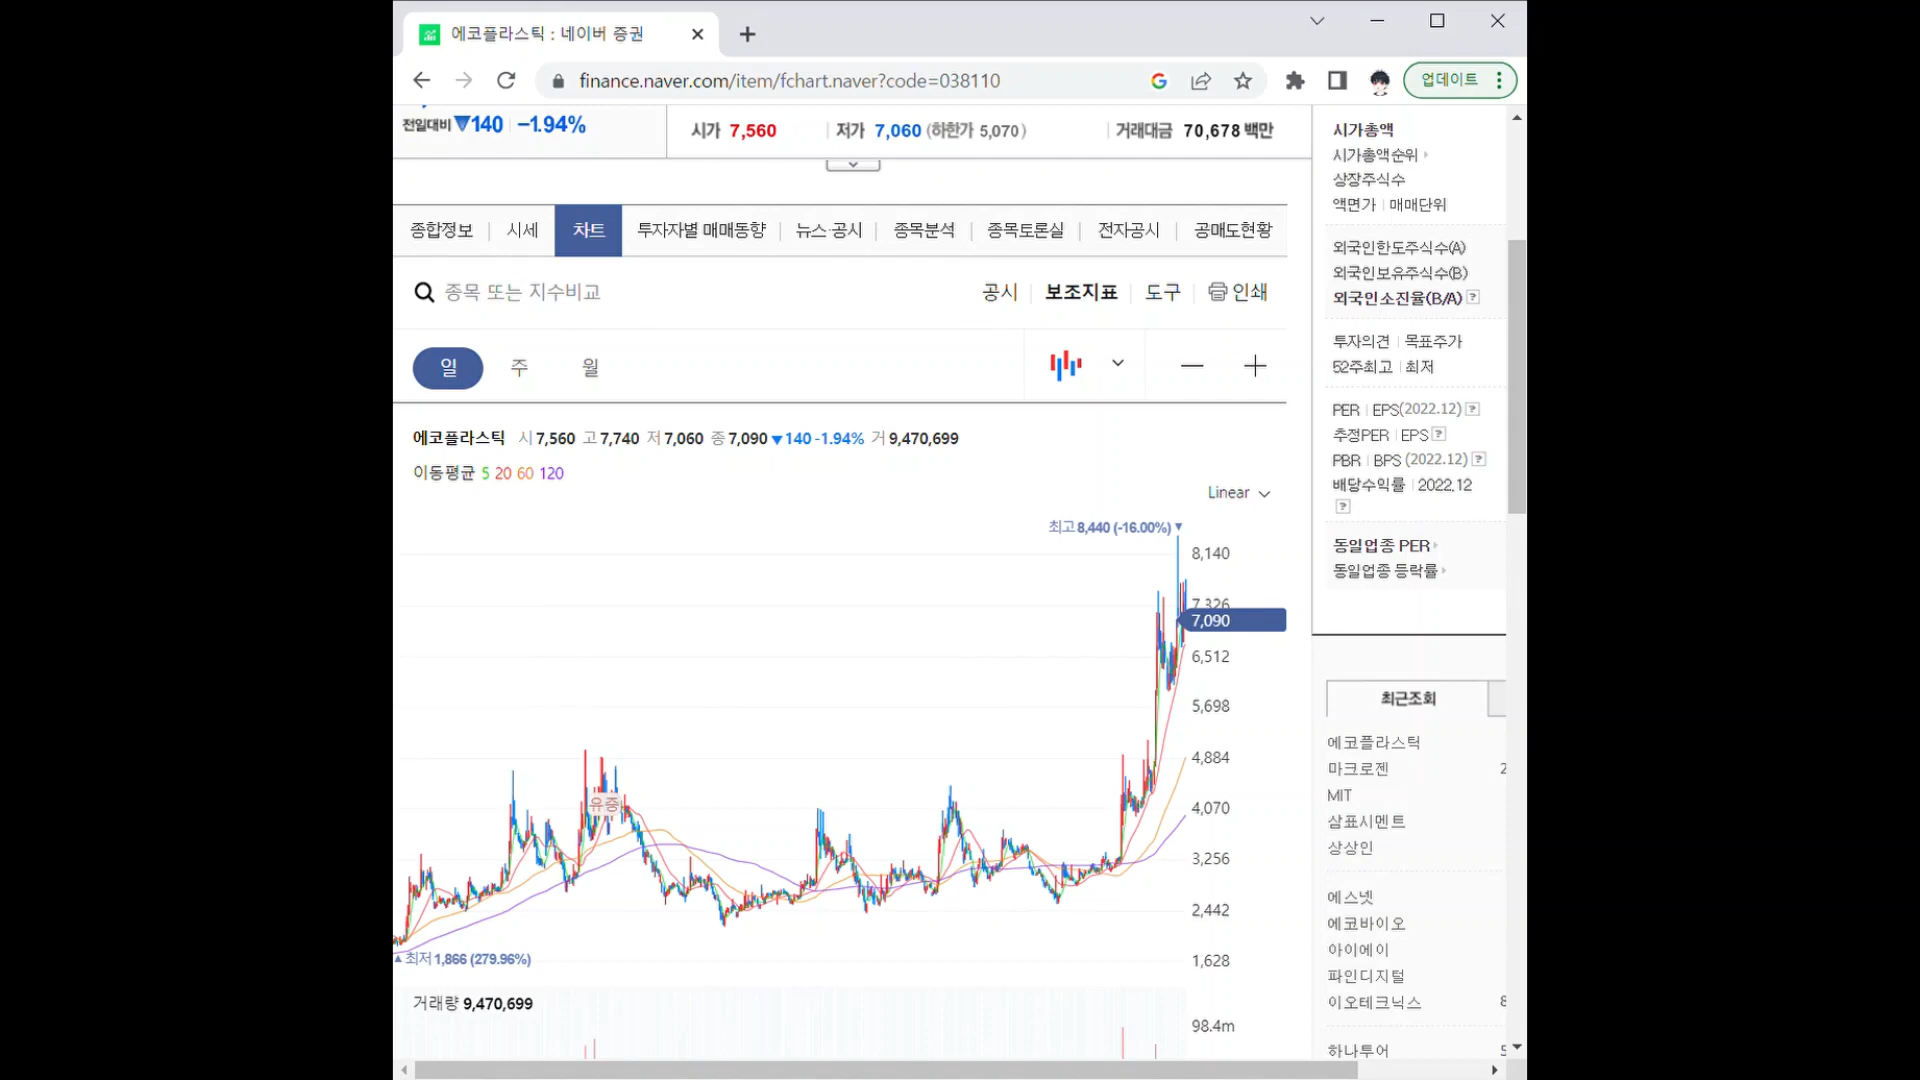 에코플라스틱 : 네이버 증권
finance.naver.com/item/fchart.naver?code=038110
업데이트
전일대비 ▼140 | -1.94%
시가 7,560 | 저가 7,060 (하한가 5,070) | 거래대금 70,678 백만
종합정보 | 시세 차트 투자자별 매매동향 | 뉴스·공시 | 종목분석 | 종목토론실 | 전자공시 | 공매도현황
종목 또는 지수비교 공시 | 보조지표 | 도구 | 인쇄
일 주 월
에코플라스틱 시 7,560 고 7,740 저 7,060 종 7,090 ▼140 -1.94% 거 9,470,699
이동평균 5 20 60 120
Linear
최고 8,440 (-16.00%) ▼
8,140
7,326
7,090
6,512
5,698
4,884
4,070
3,256
2,442
1,628
▲ 최저 1,866 (279.96%)
거래량 9,470,699
98.4m
시가총액
시가총액순위
상장주식수
액면가 | 매매단위
외국인한도주식수(A)
외국인보유주식수(B)
외국인소진율(B/A) ?
투자의견 | 목표주가
52주최고 | 최저
PER | EPS(2022.12) ?
추정PER | EPS ?
PBR | BPS (2022.12) ?
배당수익률 | 2022.12
?
동일업종 PER
동일업종 등락률
최근조회
에코플라스틱
마크로젠 2
MIT
삼표시멘트
상상인
에스넷
에코바이오
아이에이
파인디지털
이오테크닉스 8
하나투어 5